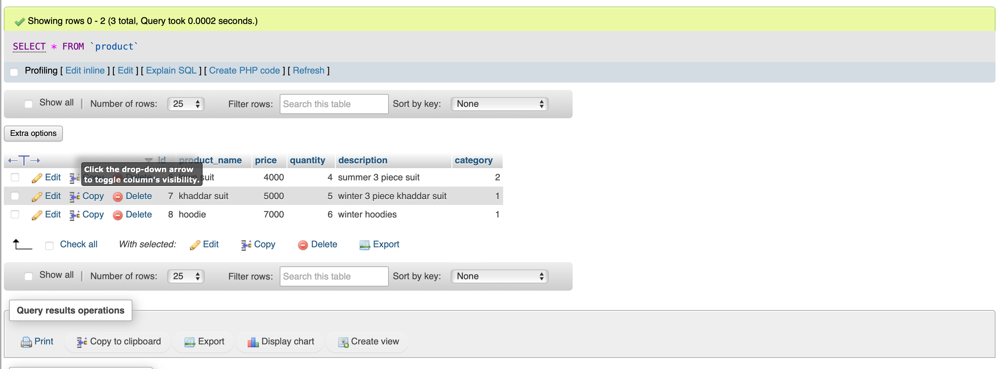 Showing rows 0 - 2 (3 total, Query took 0.0002 seconds.)
SELECT * FROM `product`
Profiling [ Edit inline ] [ Edit ] [ Explain SQL ] [ Create PHP code ] [ Refresh ]
Show all | Number of rows: 25 Filter rows: Search this table Sort by key: None
Extra options
←T→ id product_name price quantity description category
Click the drop-down arrow
to toggle column's visibility.
Edit Copy Delete 6 suit 4000 4 summer 3 piece suit 2
Edit Copy Delete 7 khaddar suit 5000 5 winter 3 piece khaddar suit 1
Edit Copy Delete 8 hoodie 7000 6 winter hoodies 1
Check all With selected: Edit Copy Delete Export
Show all | Number of rows: 25 Filter rows: Search this table Sort by key: None
Query results operations
Print Copy to clipboard Export Display chart Create view